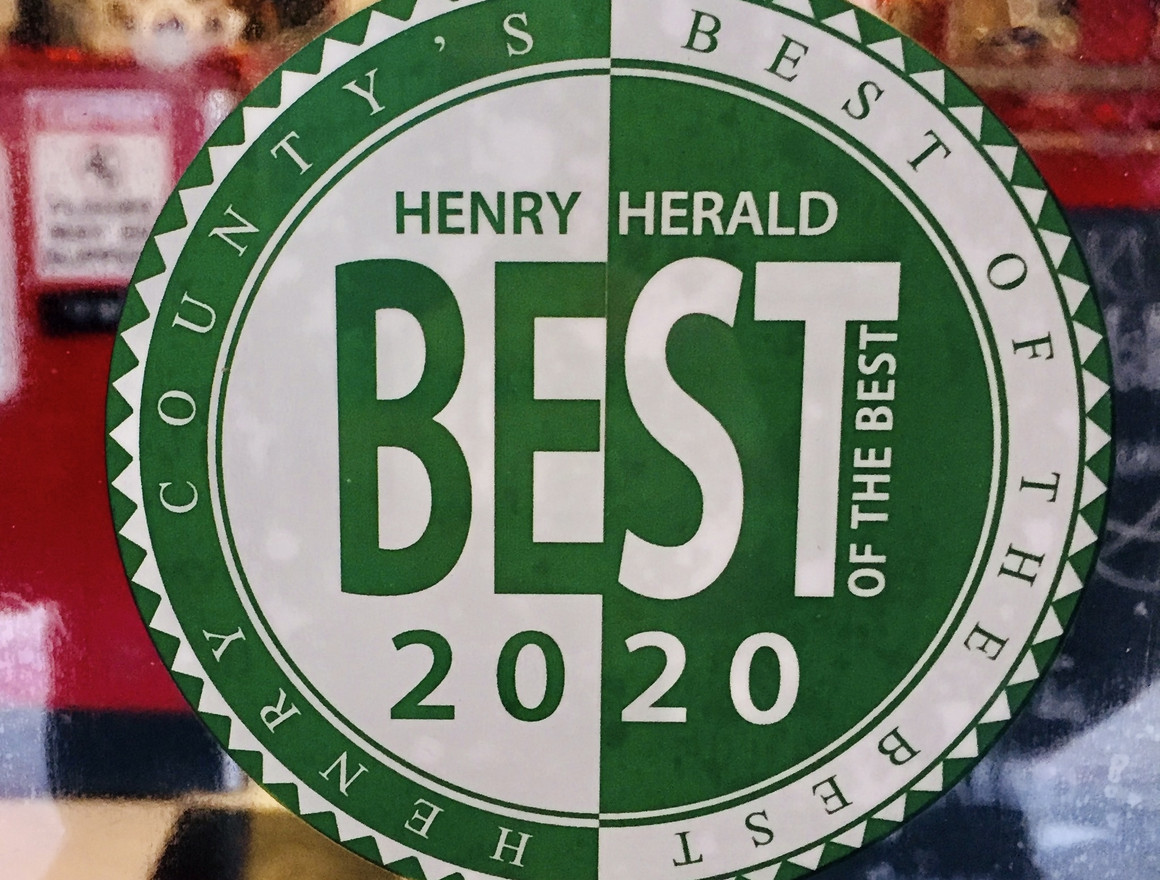 HENRY COUNTY'S BEST OF THE BEST
HENRY HERALD
BEST
OF THE BEST
2020